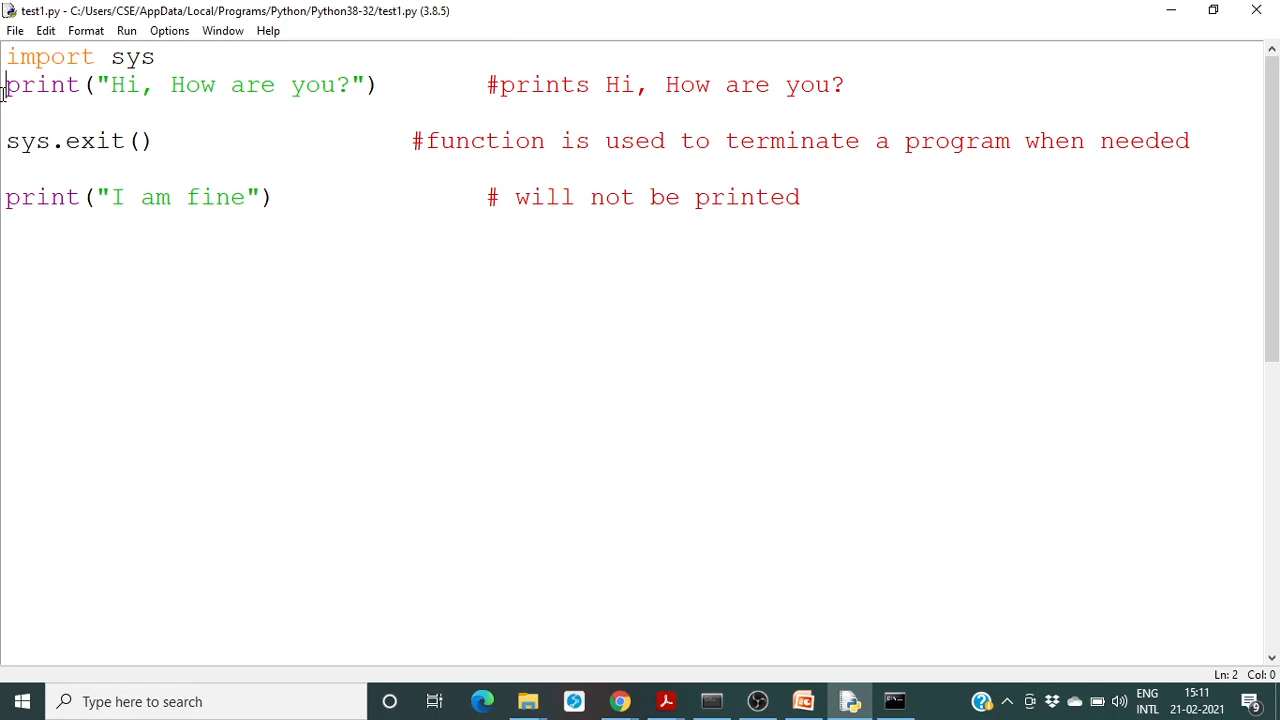 test1.py - C:/Users/CSE/AppData/Local/Programs/Python/Python38-32/test1.py (3.8.5)
File Edit Format Run Options Window Help
import sys
print("Hi, How are you?") #prints Hi, How are you?
sys.exit() #function is used to terminate a program when needed
print("I am fine") # will not be printed
Ln: 2 Col: 0
Type here to search
ENG 15:11
INTL 21-02-2021
9